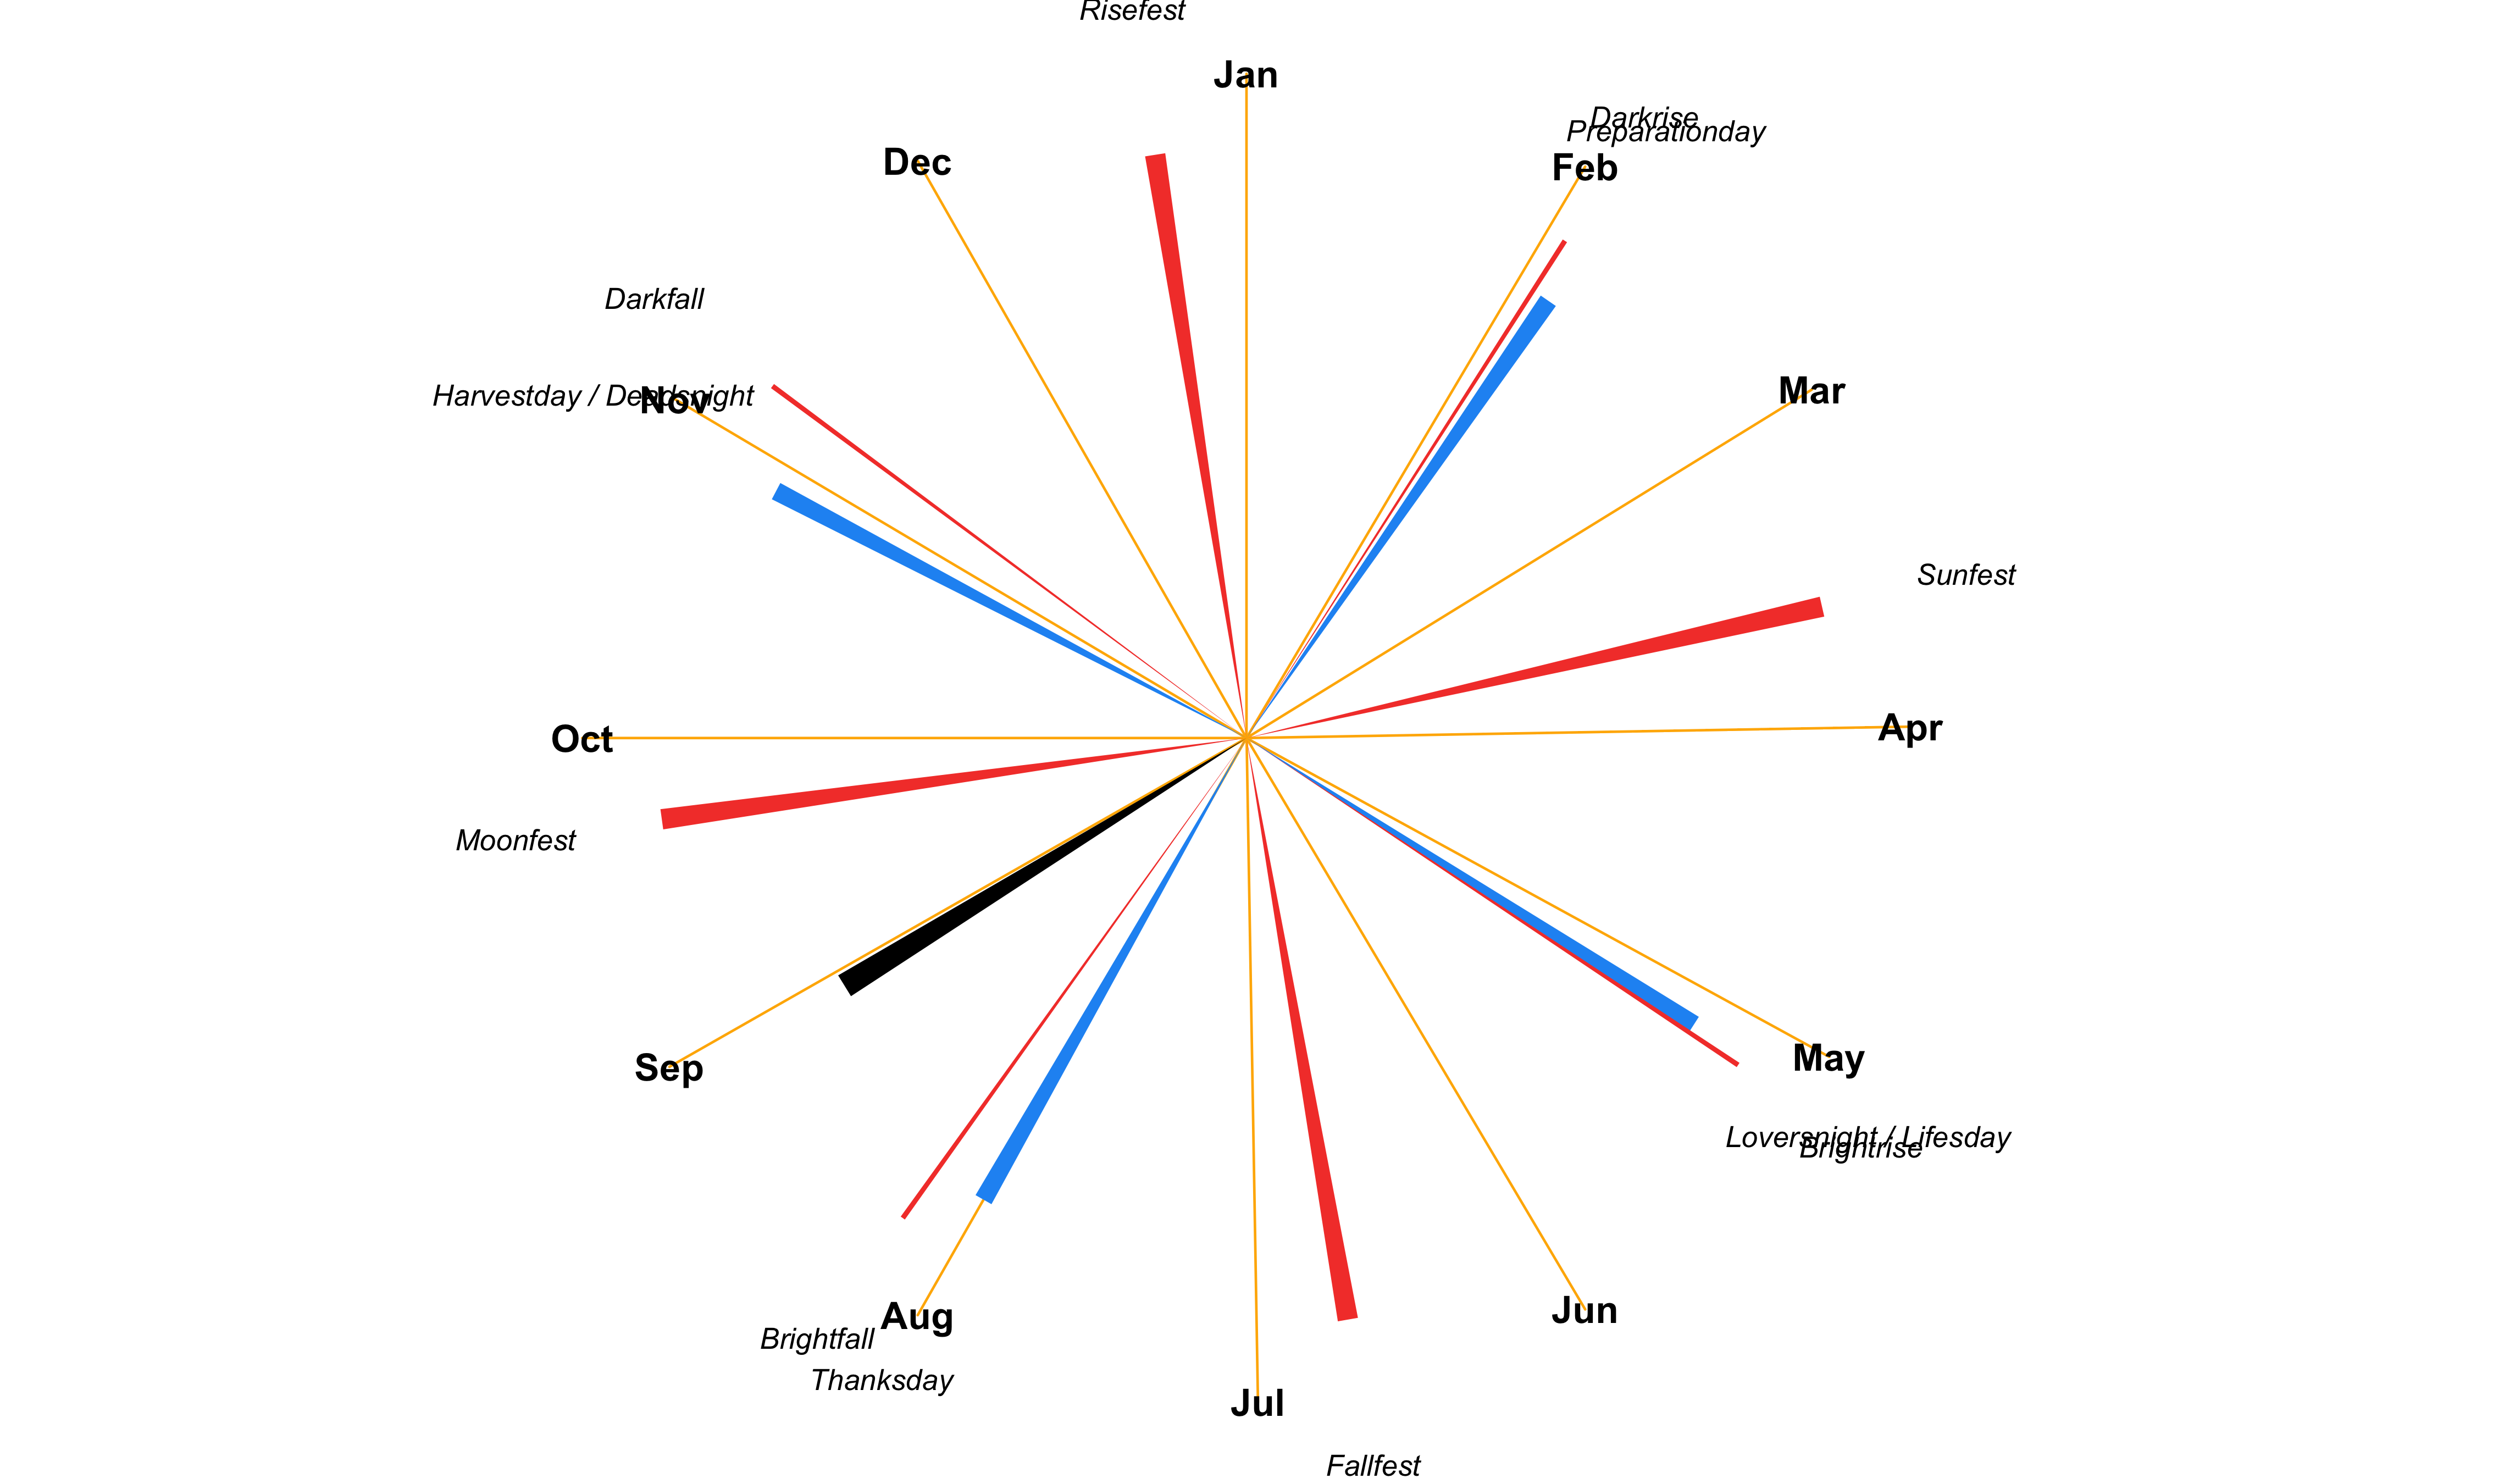 Risefest
Jan
Darkrise
Preparationday
Dec
Feb
Darkfall
Mar
Harvestday / Deadsnight
Nov
Sunfest
Apr
Oct
Moonfest
May
Sep
Loversnight / Lifesday
Brightrise
Jun
Aug
Brightfall
Thanksday
Jul
Fallfest